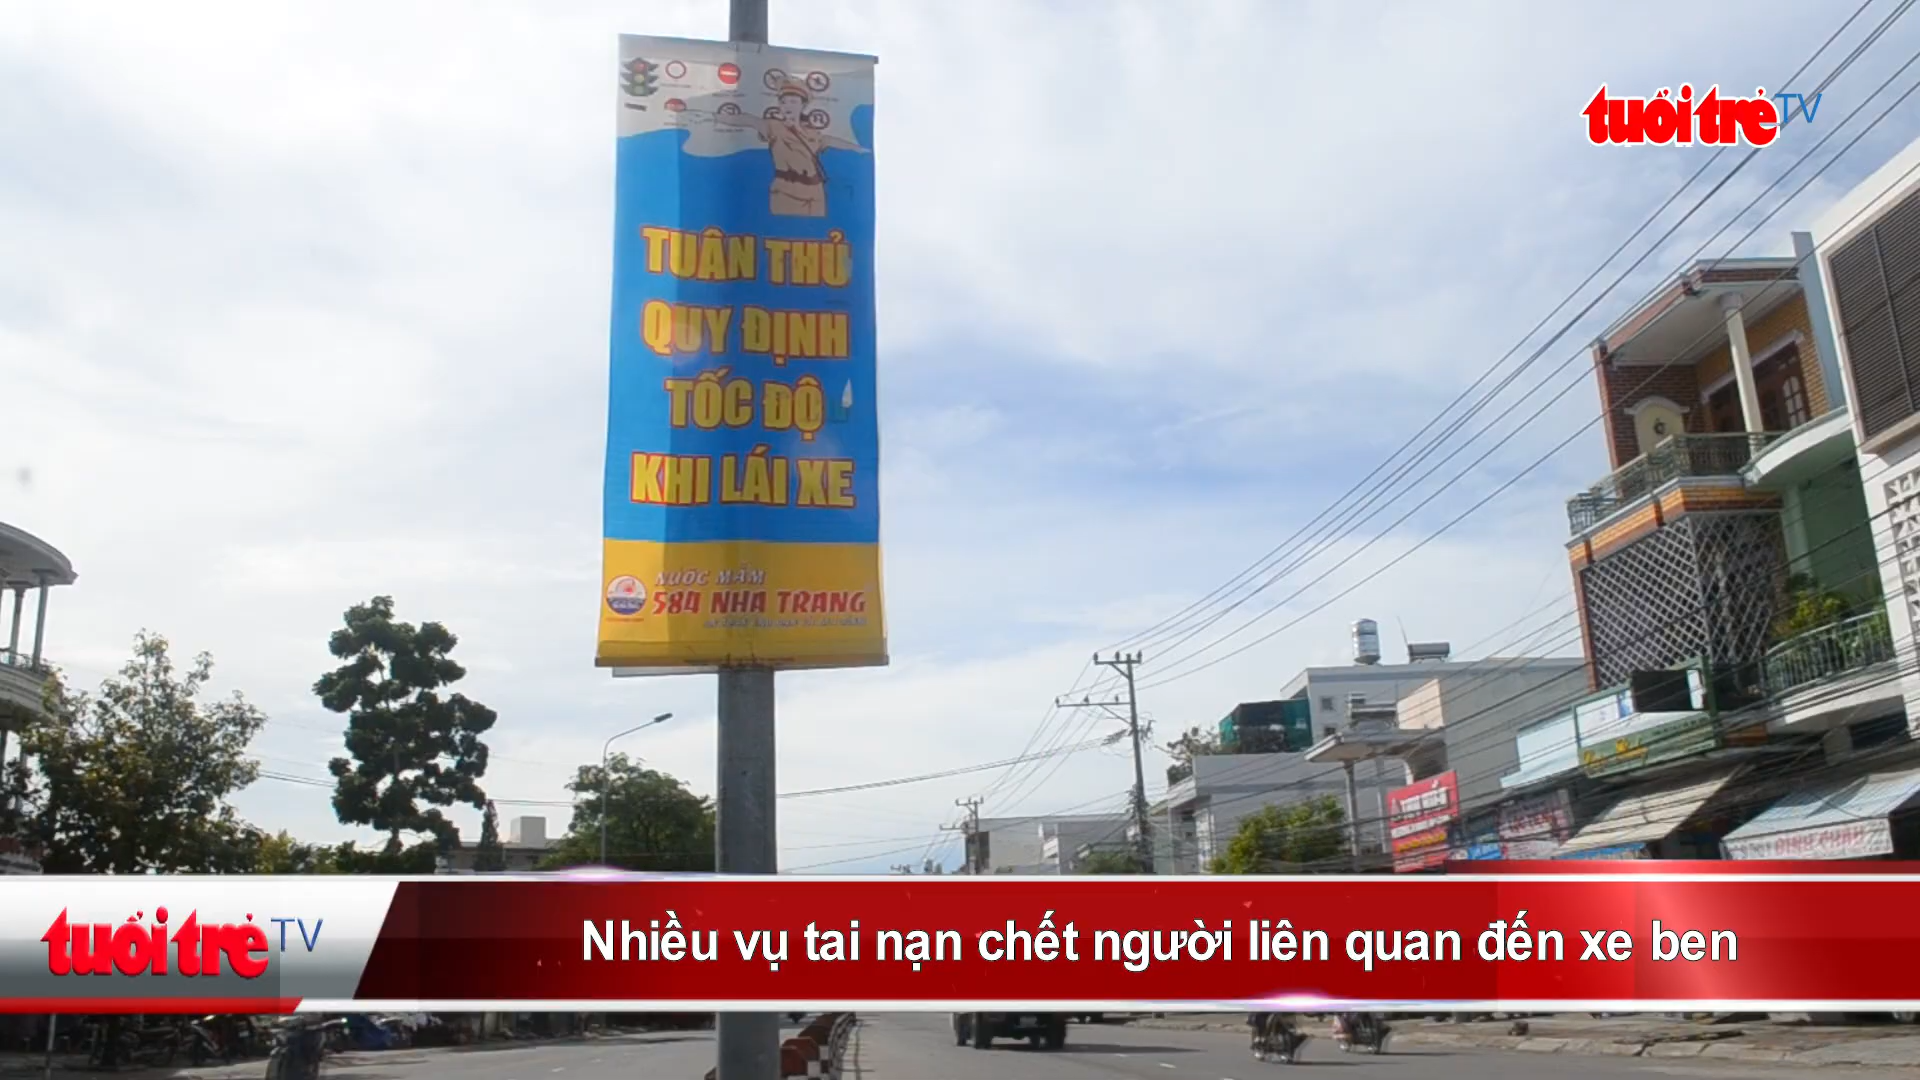 tuổi trẻ TV
TUÂN THỦ
QUY ĐỊNH
TỐC ĐỘ
KHI LÁI XE
NƯỚC MẮM
584 NHA TRANG
tuổi trẻ TV
Nhiều vụ tai nạn chết người liên quan đến xe ben